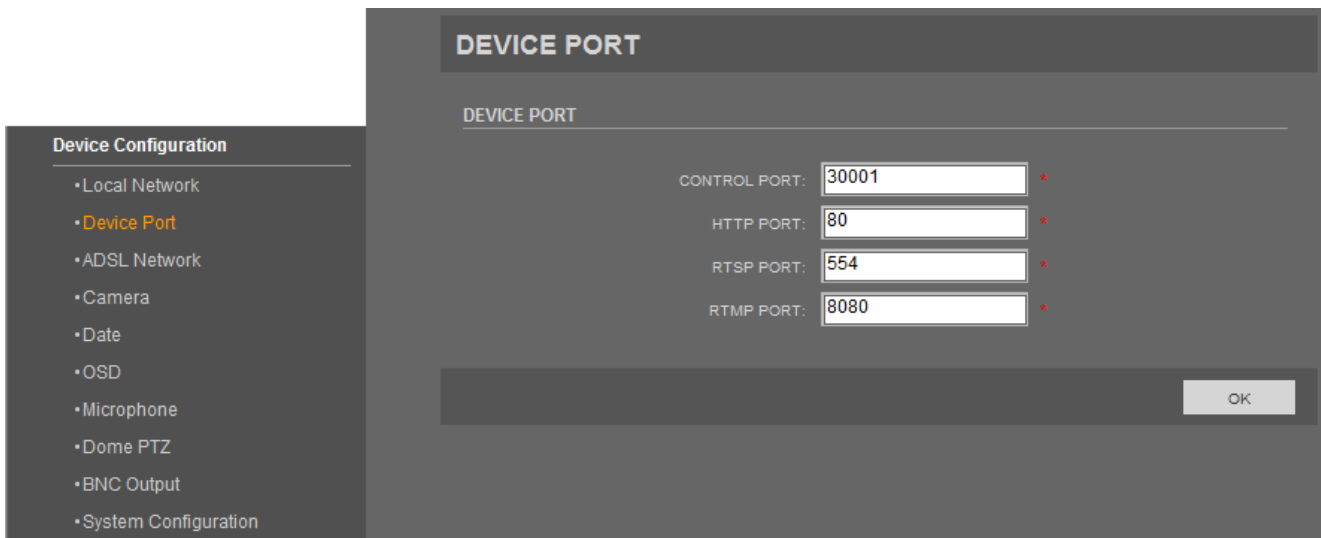 DEVICE PORT
DEVICE PORT
Device Configuration
•Local Network
•Device Port
•ADSL Network
•Camera
•Date
•OSD
•Microphone
•Dome PTZ
•BNC Output
•System Configuration
CONTROL PORT: 30001 *
HTTP PORT: 80 *
RTSP PORT: 554 *
RTMP PORT: 8080 *
OK